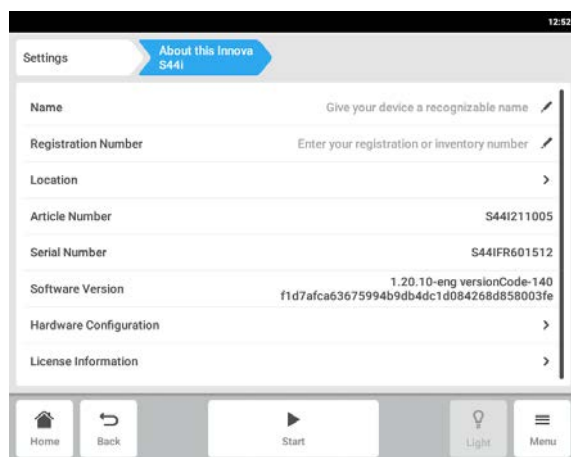 12:52
Settings
About this Innova
S44i
Name Give your device a recognizable name
Registration Number Enter your registration or inventory number
Location
Article Number S44I211005
Serial Number S44IFR601512
Software Version 1.20.10-eng versionCode-140
f1d7afca63675994b9db4dc1d084268d858003fe
Hardware Configuration
License Information
Home Back Start Light Menu